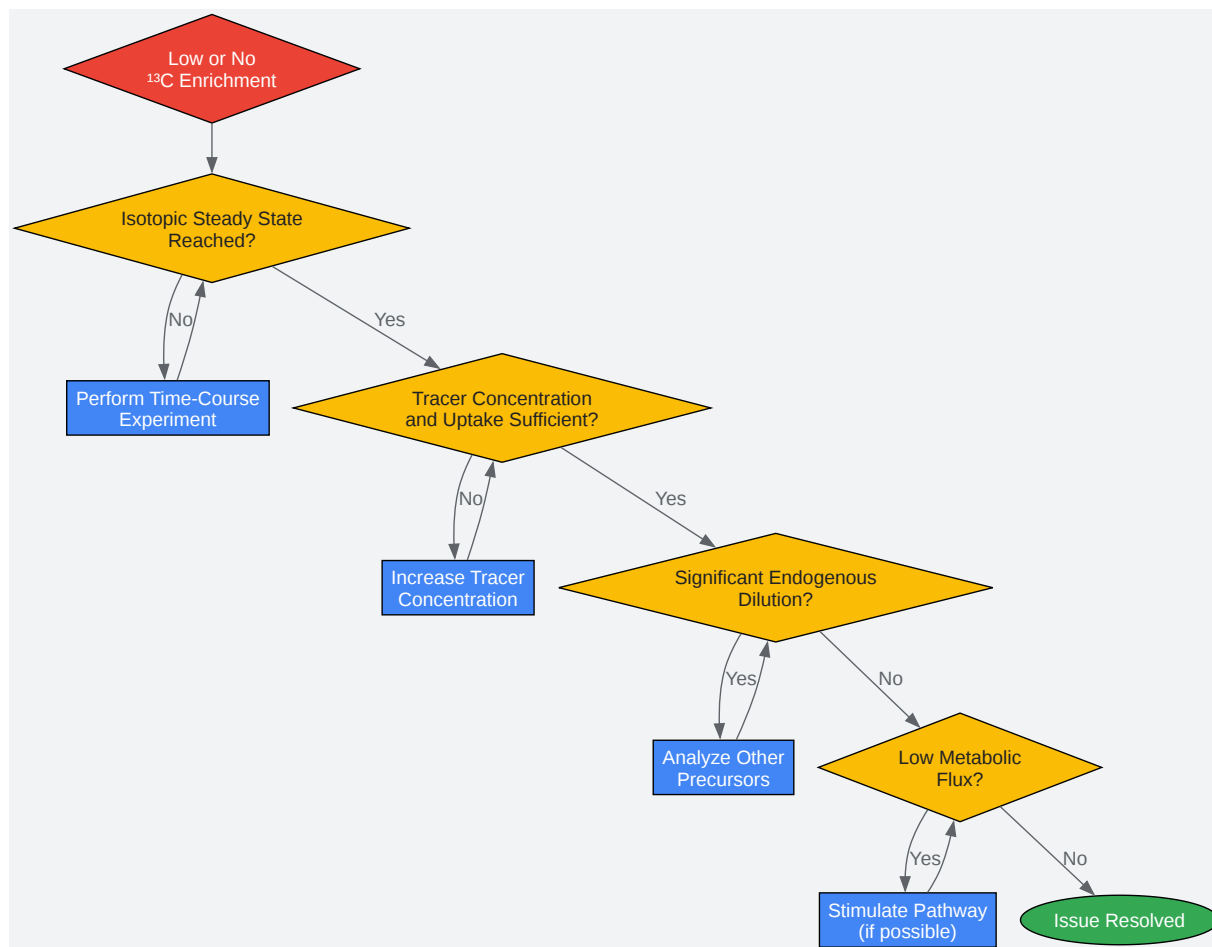 Low or No
¹³C Enrichment
Isotopic Steady State
Reached?
No
Yes
Perform Time-Course
Experiment
Tracer Concentration
and Uptake Sufficient?
No
Yes
Increase Tracer
Concentration
Significant Endogenous
Dilution?
Yes
No
Analyze Other
Precursors
Low Metabolic
Flux?
Yes
No
Stimulate Pathway
(if possible)
Issue Resolved